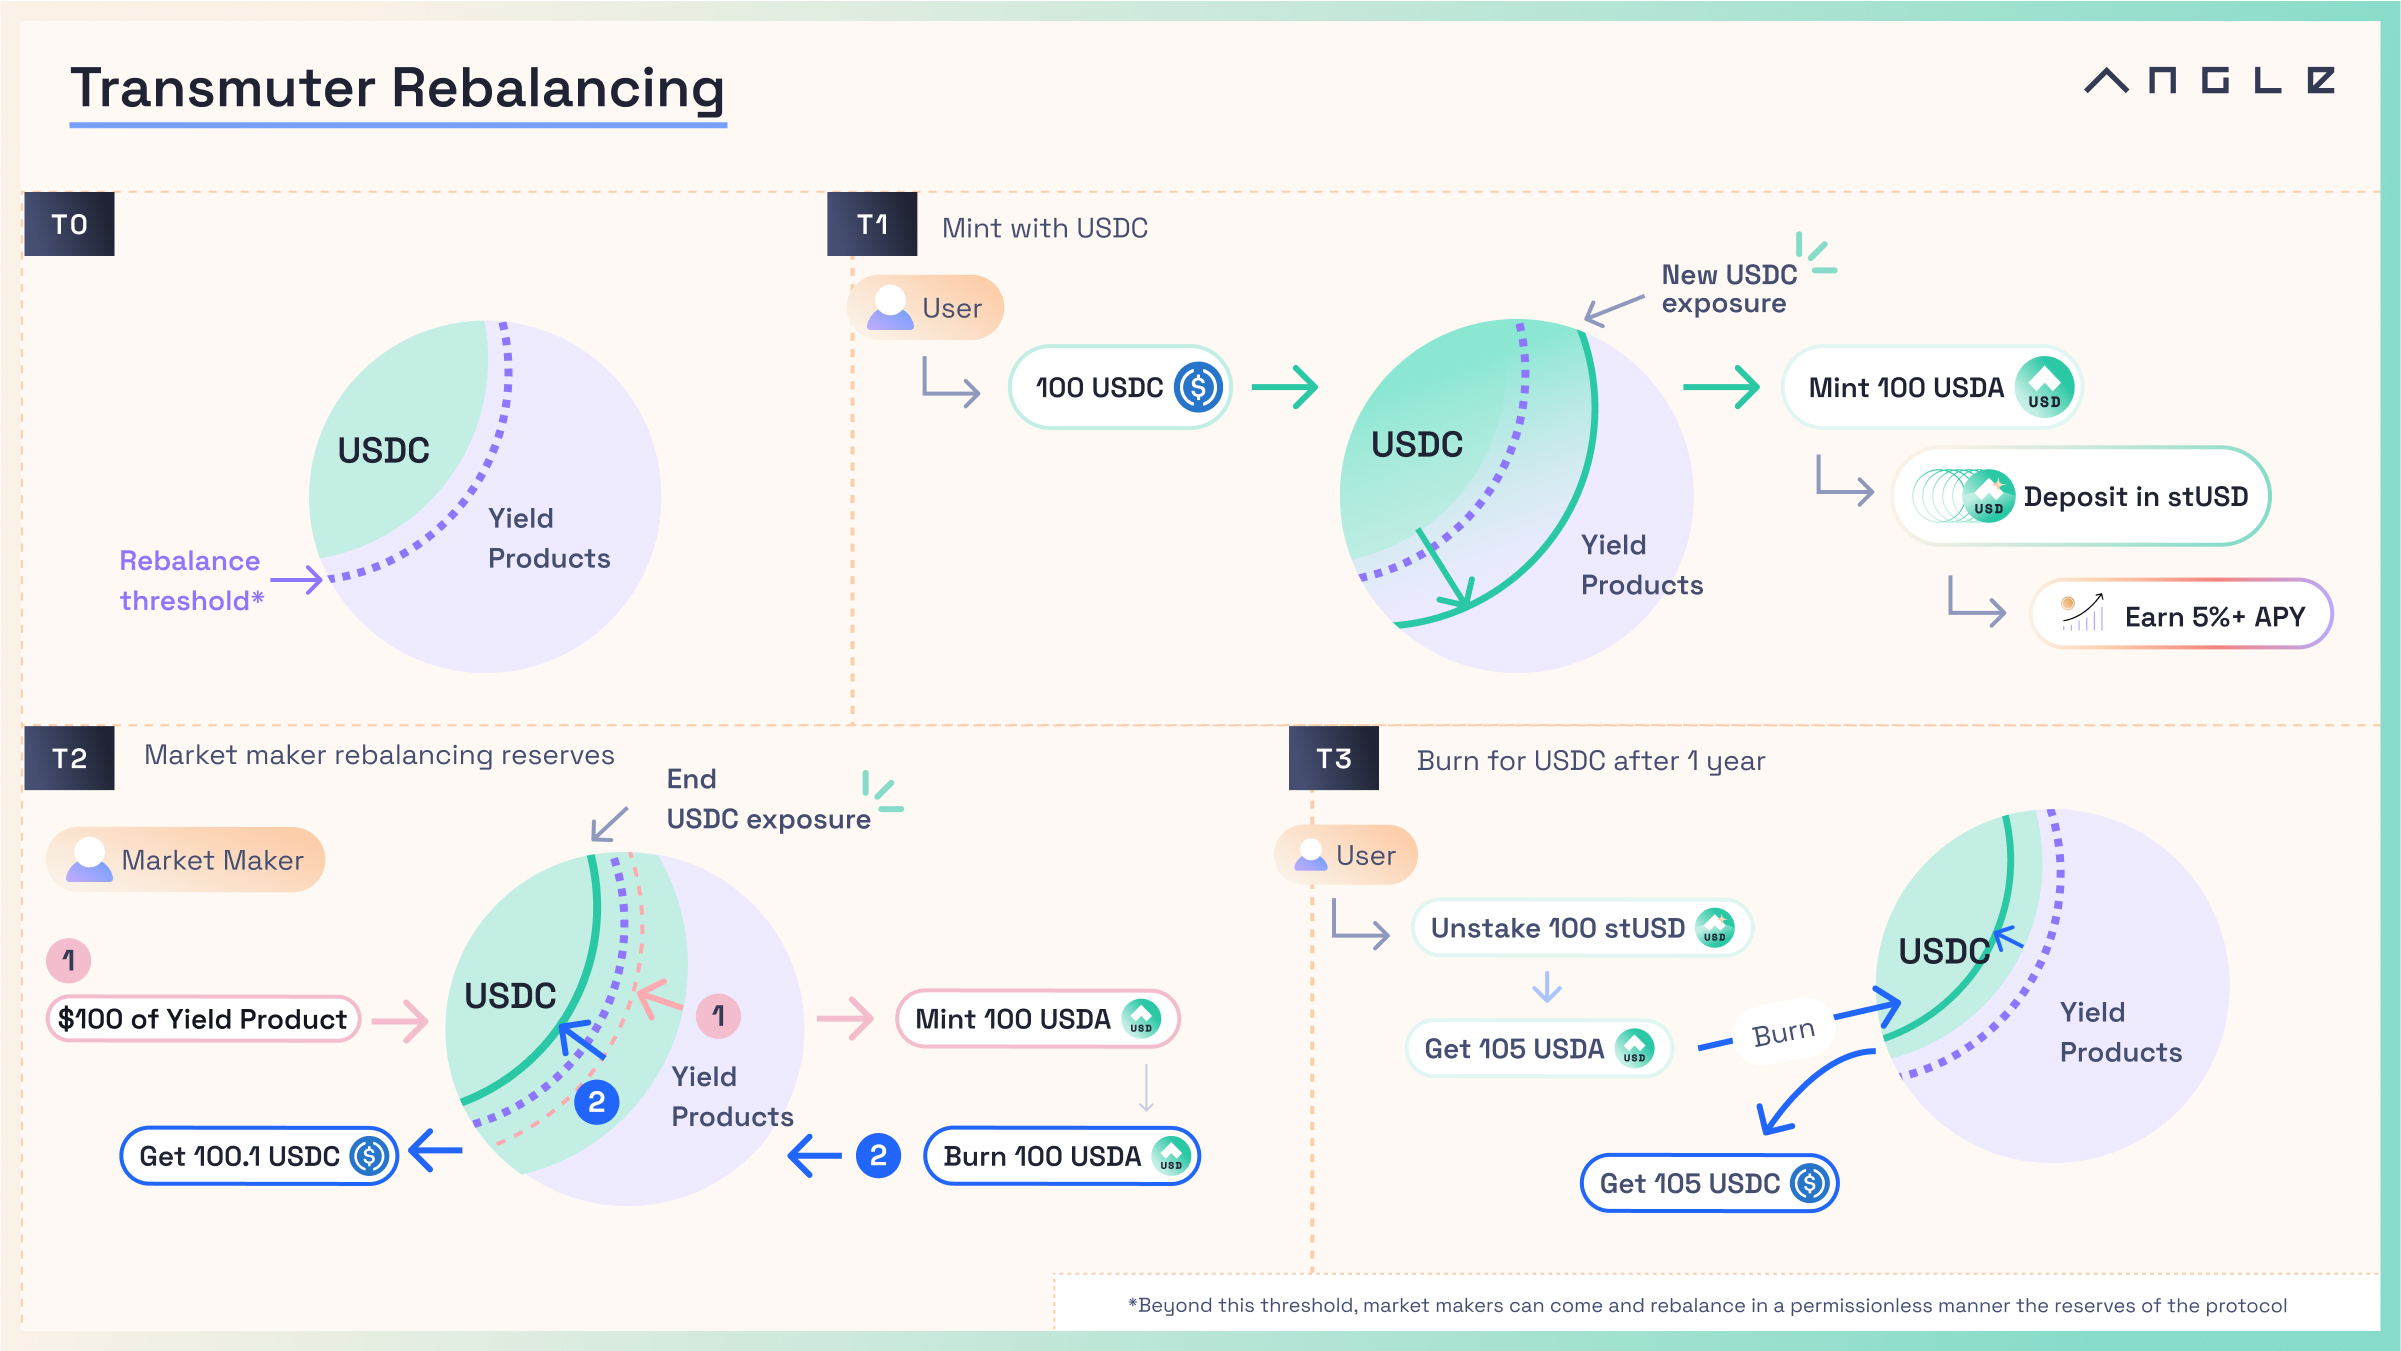 Transmuter Rebalancing
ANGLE
T0
USDC
Yield
Products
Rebalance
threshold*
T1
Mint with USDC
User
100 USDC
New USDC
exposure
USDC
Yield
Products
Mint 100 USDA
USD
USD
Deposit in stUSD
Earn 5%+ APY
T2
Market maker rebalancing reserves
Market Maker
End
USDC exposure
1
$100 of Yield Product
USDC
1
2
Yield
Products
Mint 100 USDA
USD
2
Burn 100 USDA
USD
Get 100.1 USDC
T3
Burn for USDC after 1 year
User
Unstake 100 stUSD
USD
Get 105 USDA
USD
Burn
USDC
Yield
Products
Get 105 USDC
*Beyond this threshold, market makers can come and rebalance in a permissionless manner the reserves of the protocol